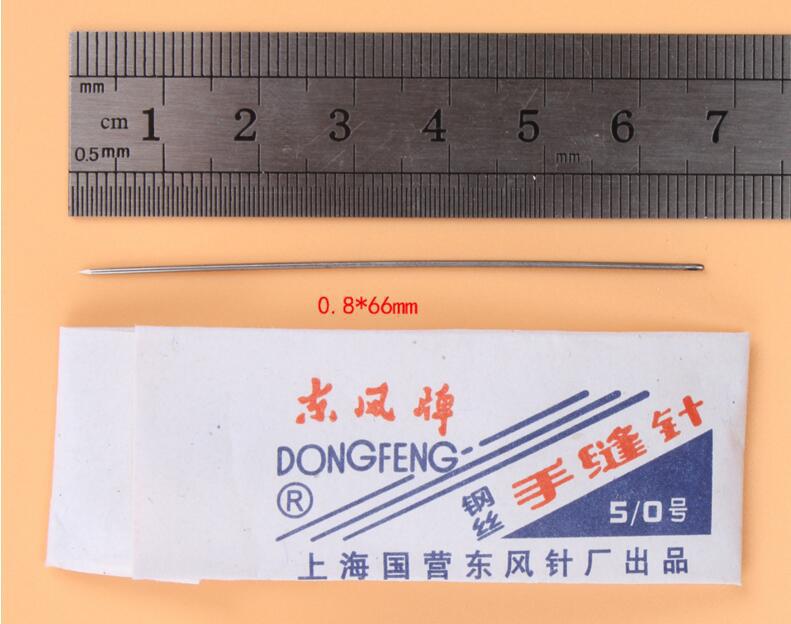 mm
cm 1 2 3 4 5 6 7
0.5mm mm
0.8*66mm
东风牌
DONGFENG
®
钢丝 手缝针
5/0号
上海国营东风针厂出品